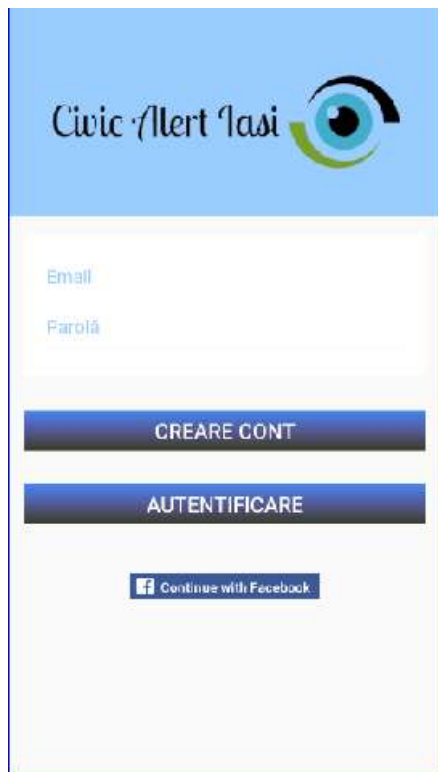 Civic Alert Iasi
Email
Parolă
CREARE CONT
AUTENTIFICARE
f Continue with Facebook